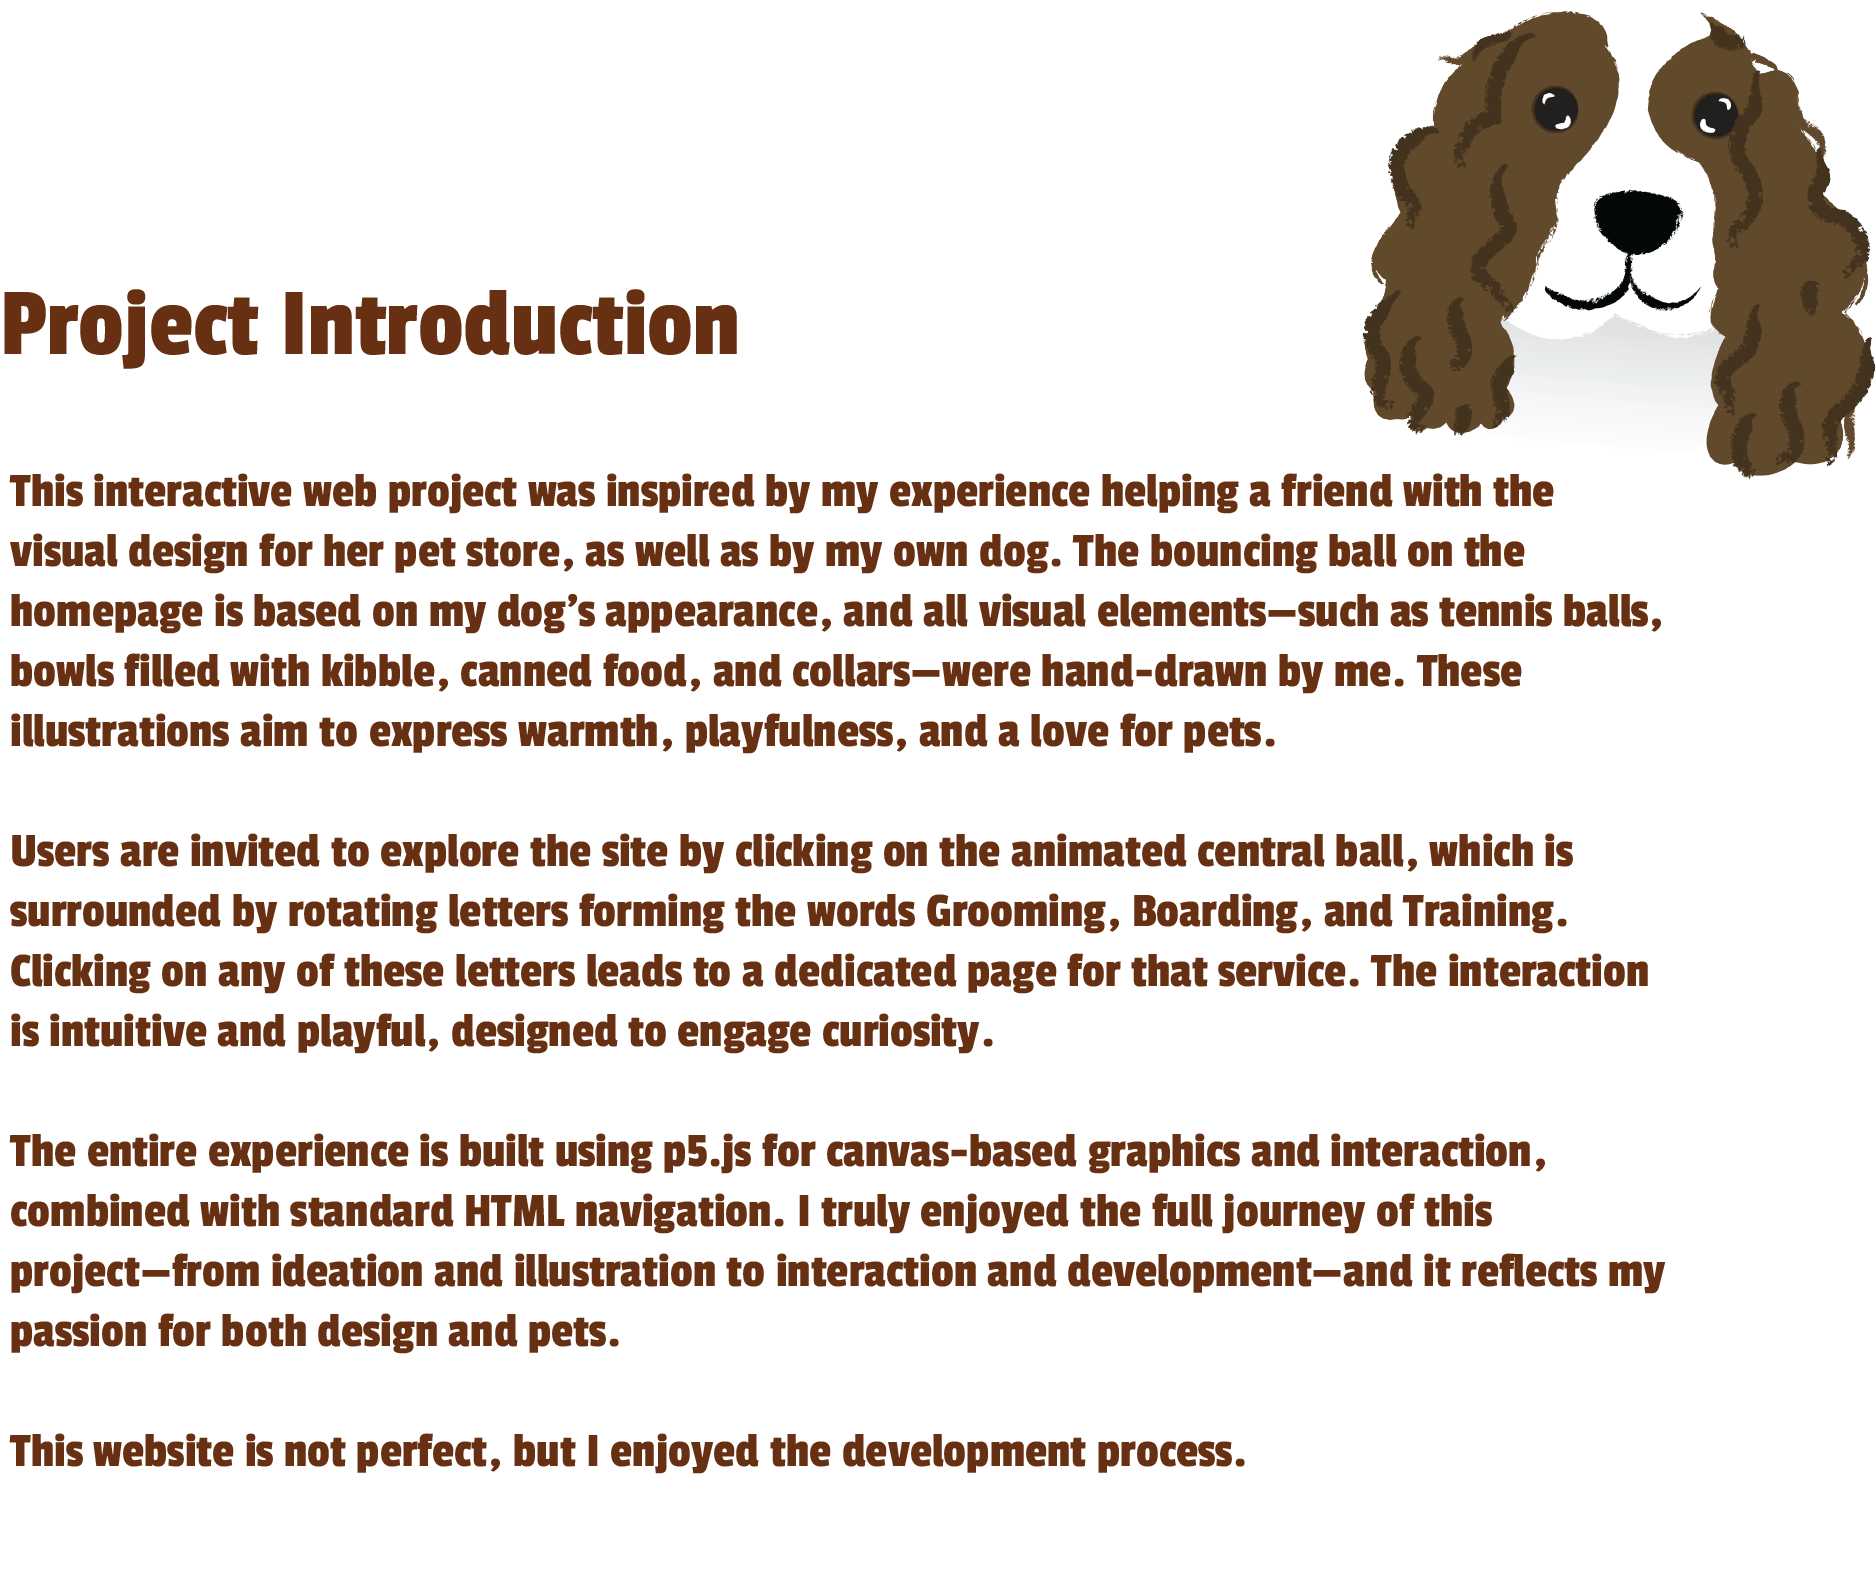 Project Introduction
This interactive web project was inspired by my experience helping a friend with the
visual design for her pet store, as well as by my own dog. The bouncing ball on the
homepage is based on my dog’s appearance, and all visual elements—such as tennis balls,
bowls filled with kibble, canned food, and collars—were hand-drawn by me. These
illustrations aim to express warmth, playfulness, and a love for pets.
Users are invited to explore the site by clicking on the animated central ball, which is
surrounded by rotating letters forming the words Grooming, Boarding, and Training.
Clicking on any of these letters leads to a dedicated page for that service. The interaction
is intuitive and playful, designed to engage curiosity.
The entire experience is built using p5.js for canvas-based graphics and interaction,
combined with standard HTML navigation. I truly enjoyed the full journey of this
project—from ideation and illustration to interaction and development—and it reflects my
passion for both design and pets.
This website is not perfect, but I enjoyed the development process.